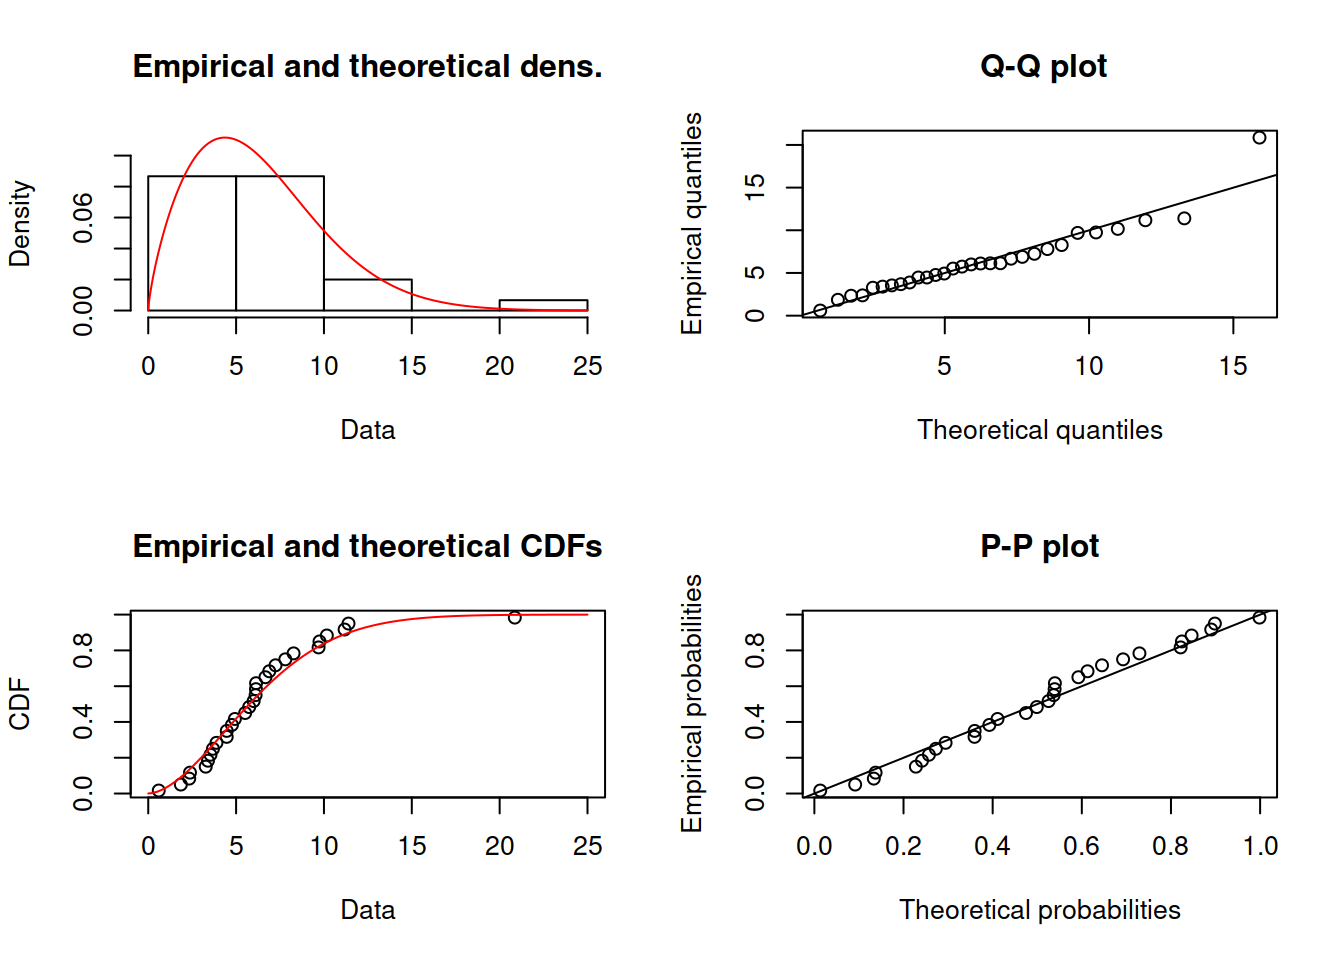 Empirical and theoretical dens.
Density
0.00
0.06
0
5
10
15
20
25
Data
Q-Q plot
Empirical quantiles
0
5
15
5
10
15
Theoretical quantiles
Empirical and theoretical CDFs
CDF
0.0
0.4
0.8
0
5
10
15
20
25
Data
P-P plot
Empirical probabilities
0.0
0.4
0.8
0.0
0.2
0.4
0.6
0.8
1.0
Theoretical probabilities